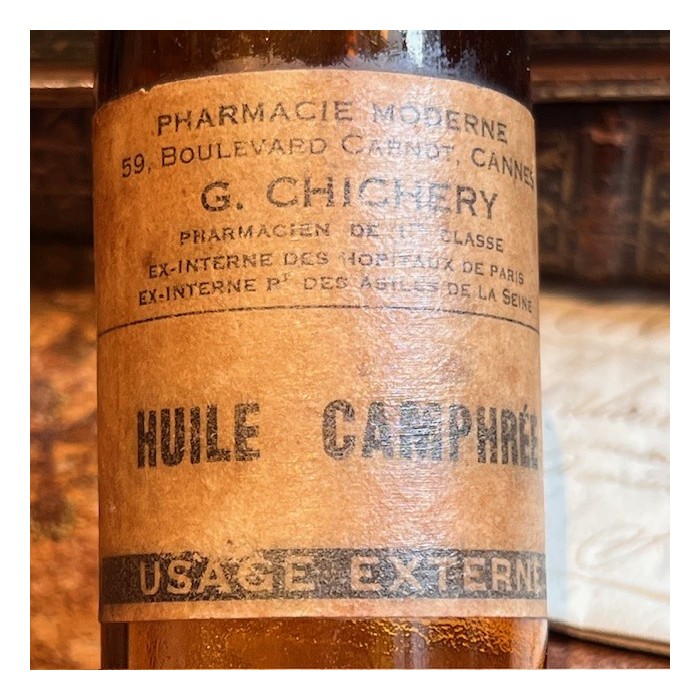 PHARMACIE MODERNE
59, BOULEVARD CARNOT, CANNES
G. CHICHERY
PHARMACIEN DE 1re CLASSE
EX-INTERNE DES HOPITAUX DE PARIS
EX-INTERNE Pr DES ASILES DE LA SEINE
HUILE CAMPHRÉE
USAGE EXTERNE